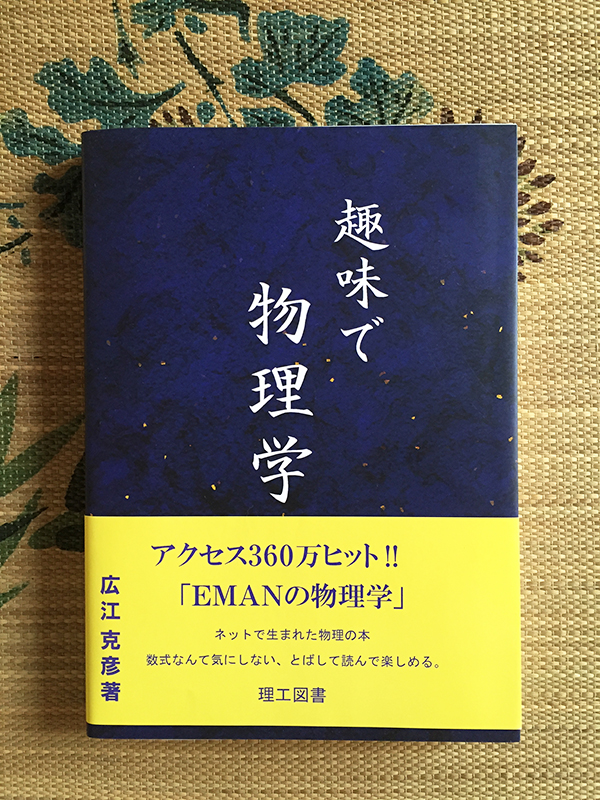 趣味で
物理学
アクセス360万ヒット!!
「EMANの物理学」
ネットで生まれた物理の本
数式なんて気にしない、とばして読んで楽しめる。
広江 克彦著
理工図書